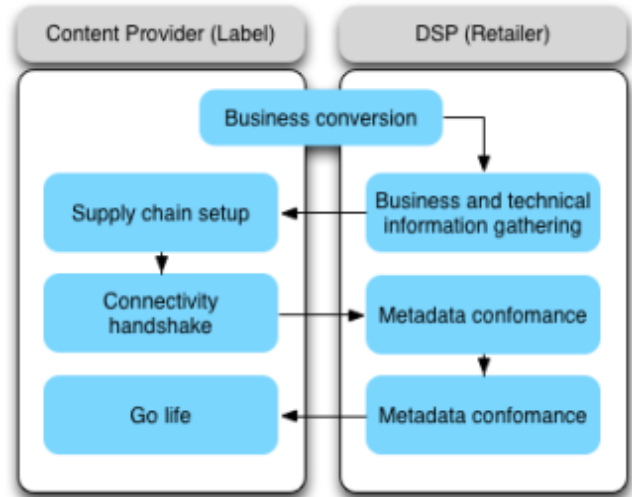 Content Provider (Label)
DSP (Retailer)
Business conversion
Supply chain setup
Business and technical
information gathering
Connectivity
handshake
Metadata confomance
Go life
Metadata confomance